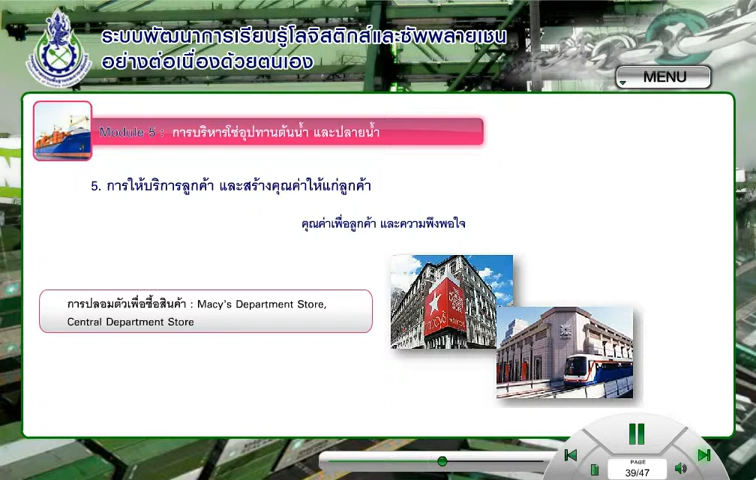 ระบบพัฒนาการเรียนรู้โลจิสติกส์และซัพพลายเชน
อย่างต่อเนื่องด้วยตนเอง
MENU
Module 5 : การบริหารโซ่อุปทานต้นน้ำ และปลายน้ำ
5. การให้บริการลูกค้า และสร้างคุณค่าให้แก่ลูกค้า
คุณค่าเพื่อลูกค้า และความพึงพอใจ
การปลอมตัวเพื่อซื้อสินค้า : Macy's Department Store,
Central Department Store
PAGE
39/47